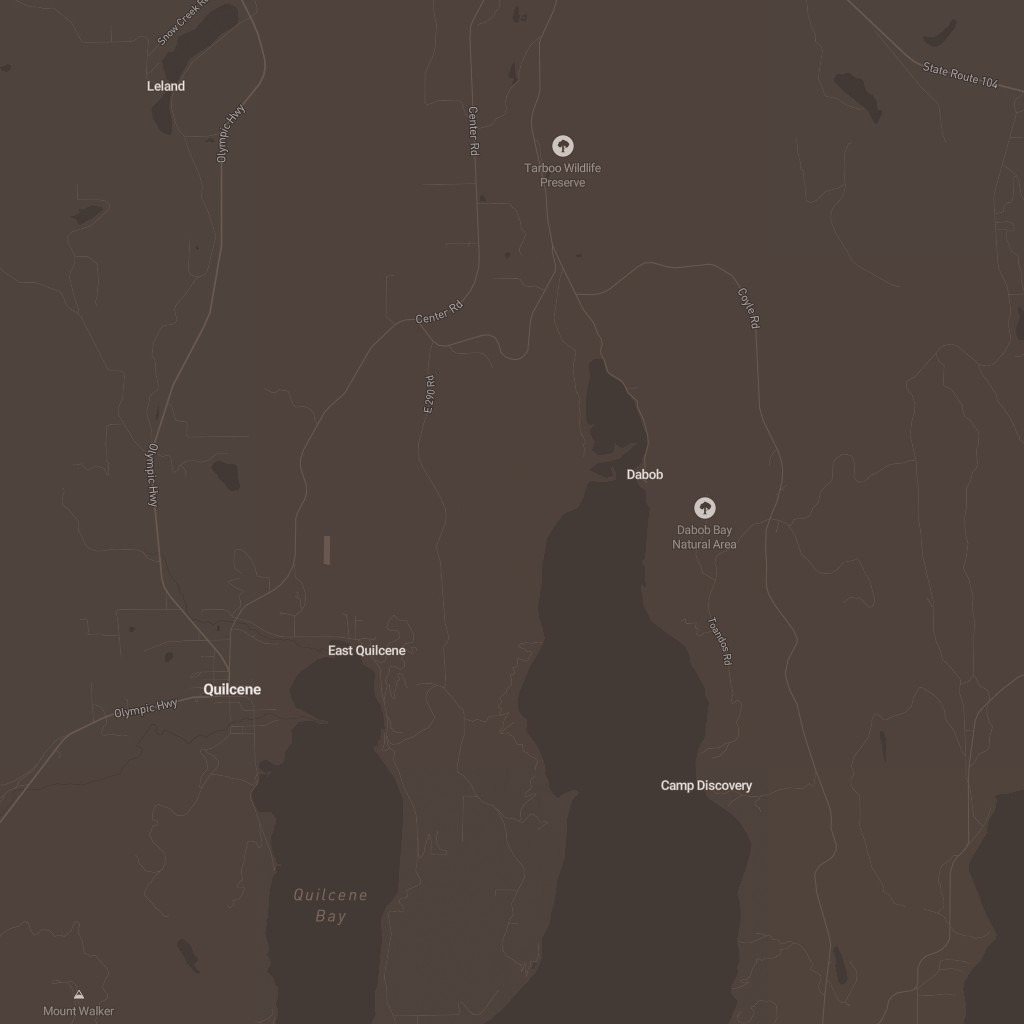 Snow Creek Rd
Leland
Olympic Hwy
Center Rd
State Route 104
Tarboo Wildlife
Preserve
Center Rd
Coyle Rd
E 290 Rd
Olympic Hwy
Dabob
Dabob Bay
Natural Area
Toandos Rd
East Quilcene
Quilcene
Olympic Hwy
Camp Discovery
Quilcene
Bay
Mount Walker